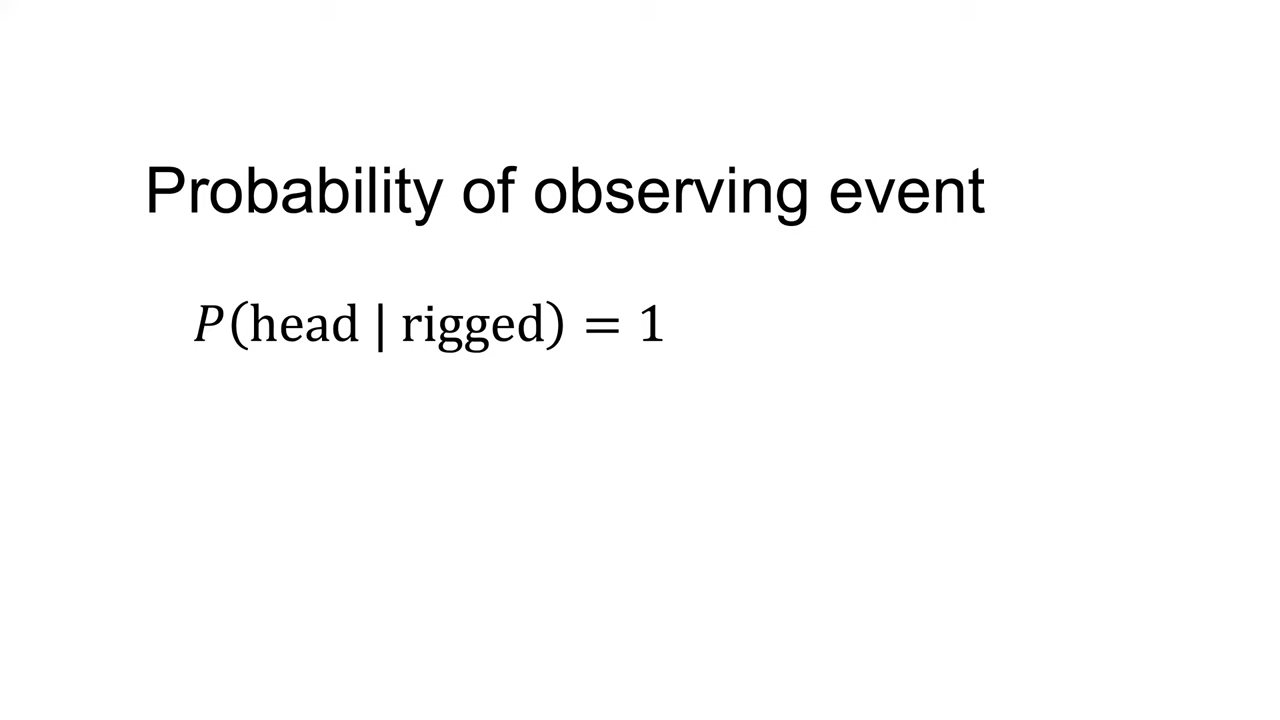 Probability of observing event
P(head | rigged) = 1